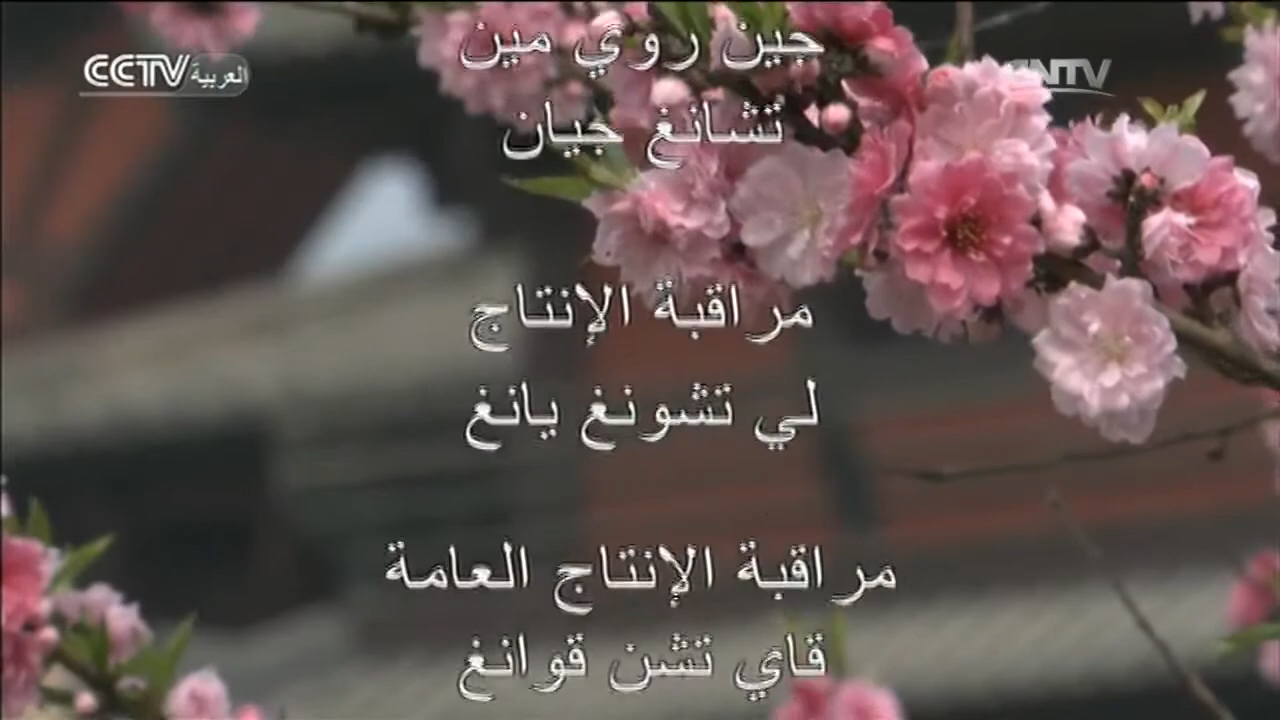 جين روي مين
CCTV العربية
CNTV
تشانغ جيان
مراقبة الإنتاج
لي تشونغ يانغ
مراقبة الإنتاج العامة
قاي تشن قوانغ